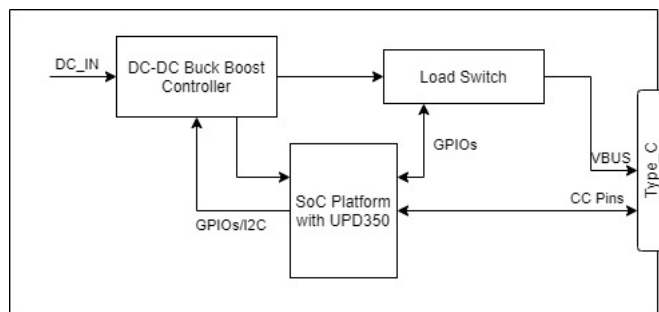 DC_IN
DC-DC Buck Boost
Controller
Load Switch
GPIOs
VBUS
Type_C
SoC Platform
with UPD350
CC Pins
GPIOs/I2C